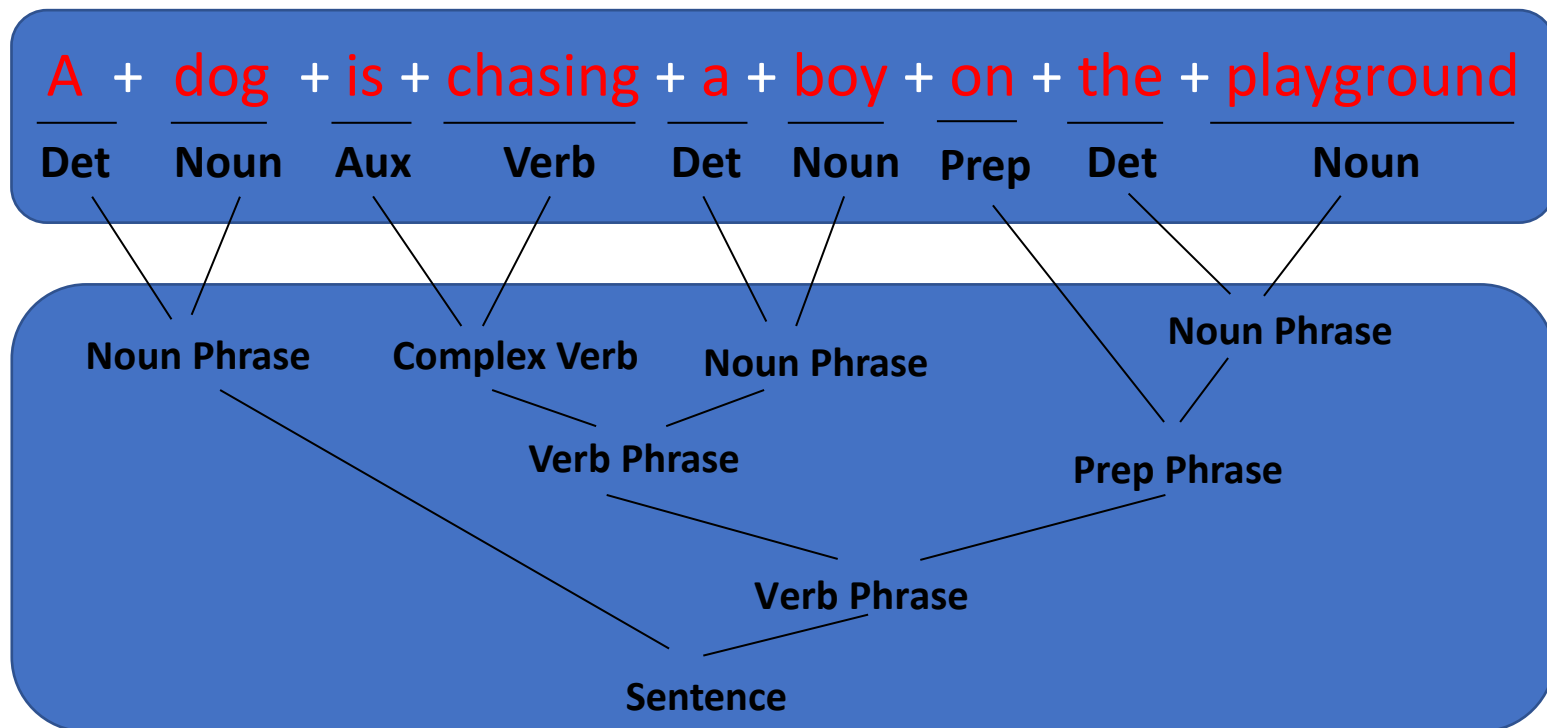 A + dog + is + chasing + a + boy + on + the + playground
Det Noun Aux Verb Det Noun Prep Det Noun
Noun Phrase Complex Verb Noun Phrase Noun Phrase
Verb Phrase Prep Phrase
Verb Phrase
Sentence